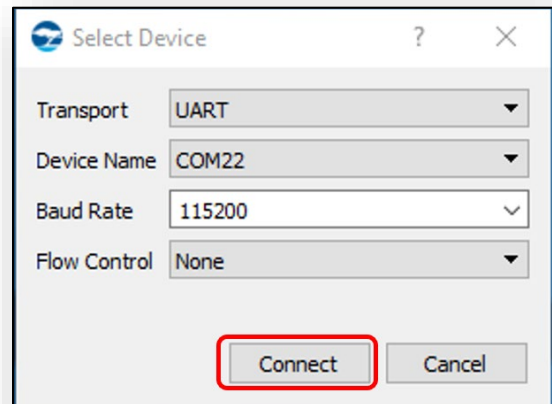 Select Device ?
Transport UART
Device Name COM22
Baud Rate 115200
Flow Control None
Connect Cancel